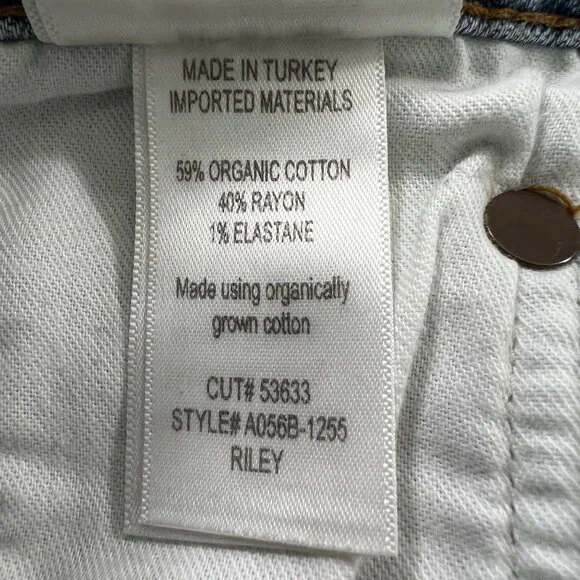 MADE IN TURKEY
IMPORTED MATERIALS
59% ORGANIC COTTON
40% RAYON
1% ELASTANE
Made using organically
grown cotton
CUT# 53633
STYLE# A056B-1255
RILEY